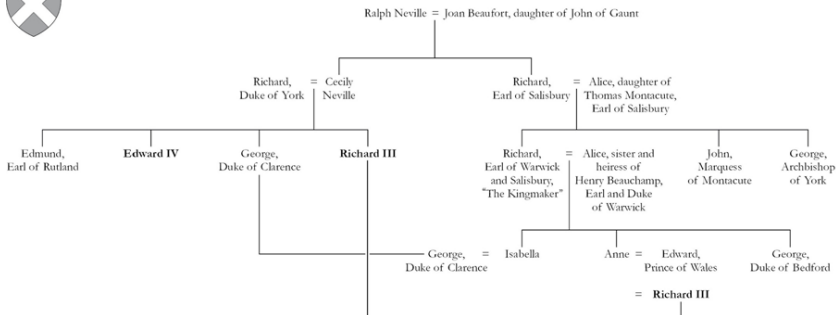 Ralph Neville = Joan Beaufort, daughter of John of Gaunt
Richard,
Duke of York
= Cecily
Neville
Richard,
Earl of Salisbury
= Alice, daughter of
Thomas Montacute,
Earl of Salisbury
Edmund,
Earl of Rutland
Edward IV
George,
Duke of Clarence
Richard III
Richard,
Earl of Warwick
and Salisbury,
"The Kingmaker"
= Alice, sister and
heiress of
Henry Beauchamp,
Earl and Duke
of Warwick
John,
Marquess
of Montacute
George,
Archbishop
of York
George,
Duke of Clarence
= Isabella
Anne = Edward,
Prince of Wales
George,
Duke of Bedford
= Richard III